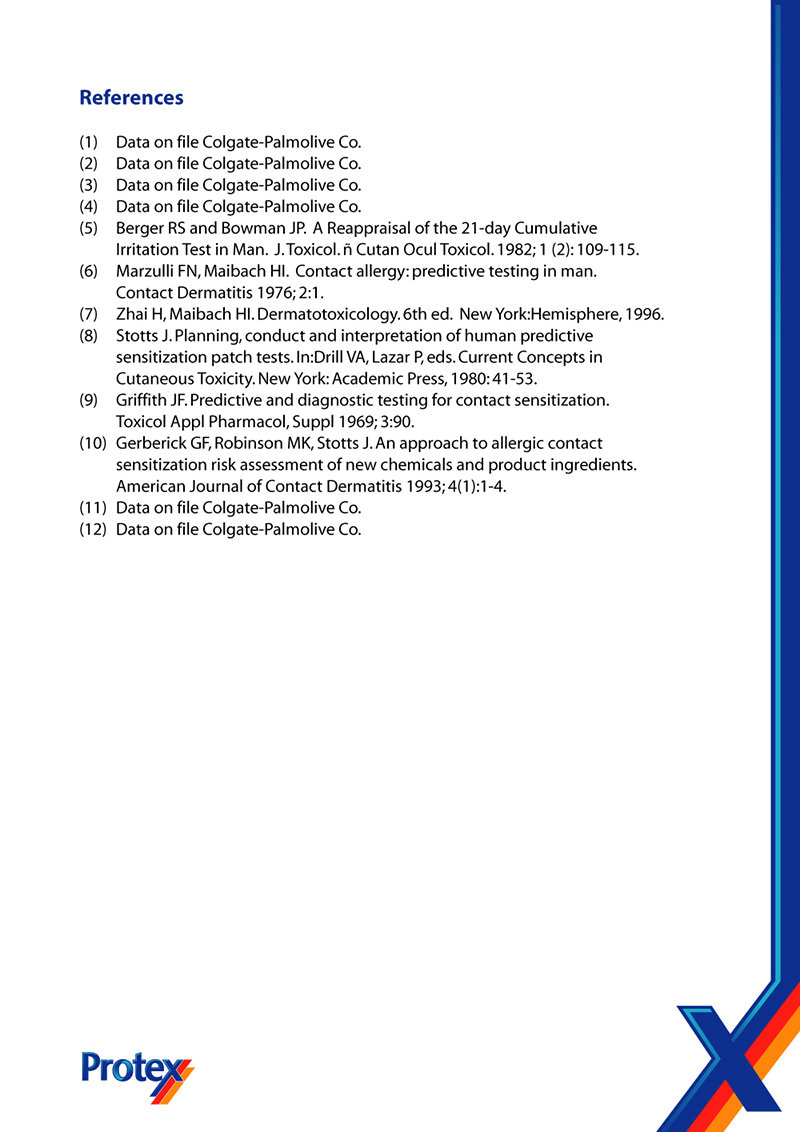 References
(1) Data on file Colgate-Palmolive Co.
(2) Data on file Colgate-Palmolive Co.
(3) Data on file Colgate-Palmolive Co.
(4) Data on file Colgate-Palmolive Co.
(5) Berger RS and Bowman JP. A Reappraisal of the 21-day Cumulative
Irritation Test in Man. J. Toxicol. ñ Cutan Ocul Toxicol. 1982; 1 (2): 109-115.
(6) Marzulli FN, Maibach HI. Contact allergy: predictive testing in man.
Contact Dermatitis 1976; 2:1.
(7) Zhai H, Maibach HI. Dermatotoxicology. 6th ed. New York:Hemisphere, 1996.
(8) Stotts J. Planning, conduct and interpretation of human predictive
sensitization patch tests. In:Drill VA, Lazar P, eds. Current Concepts in
Cutaneous Toxicity. New York: Academic Press, 1980: 41-53.
(9) Griffith JF. Predictive and diagnostic testing for contact sensitization.
Toxicol Appl Pharmacol, Suppl 1969; 3:90.
(10) Gerberick GF, Robinson MK, Stotts J. An approach to allergic contact
sensitization risk assessment of new chemicals and product ingredients.
American Journal of Contact Dermatitis 1993; 4(1):1-4.
(11) Data on file Colgate-Palmolive Co.
(12) Data on file Colgate-Palmolive Co.
Protex
X